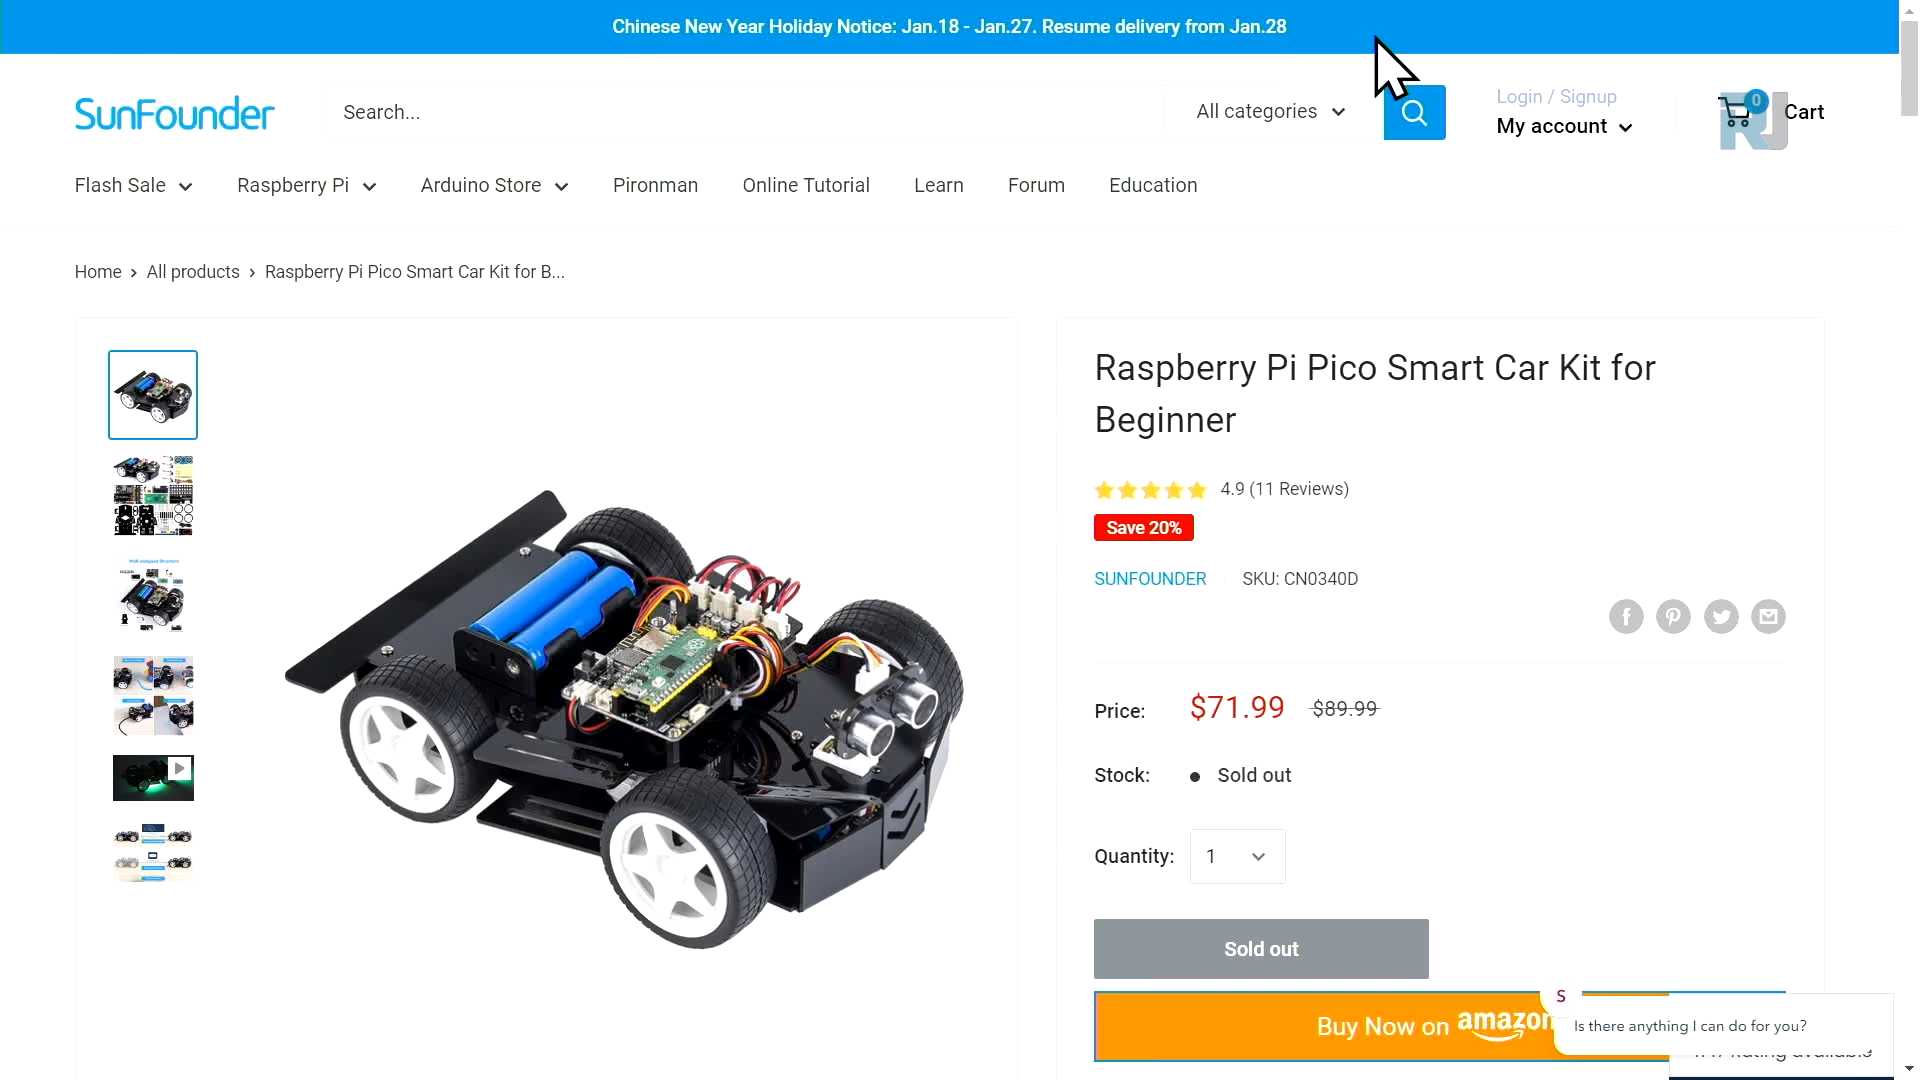 Chinese New Year Holiday Notice: Jan.18 - Jan.27. Resume delivery from Jan.28
SunFounder
Search...
All categories
Login / Signup
My account
0
Cart
RJ
Flash Sale
Raspberry Pi
Arduino Store
Pironman
Online Tutorial
Learn
Forum
Education
Home › All products › Raspberry Pi Pico Smart Car Kit for B...
Raspberry Pi Pico Smart Car Kit for
Beginner
4.9 (11 Reviews)
Save 20%
SUNFOUNDER
SKU: CN0340D
Price: $71.99 $89.99
Stock: Sold out
Quantity: 1
Sold out
Buy Now on amazon
S
Is there anything I can do for you?